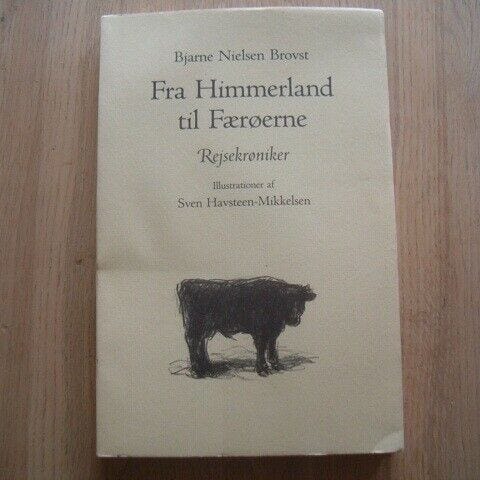 Bjarne Nielsen Brovst
Fra Himmerland
til Færøerne
Rejsekrøniker
Illustrationer af
Sven Havsteen-Mikkelsen